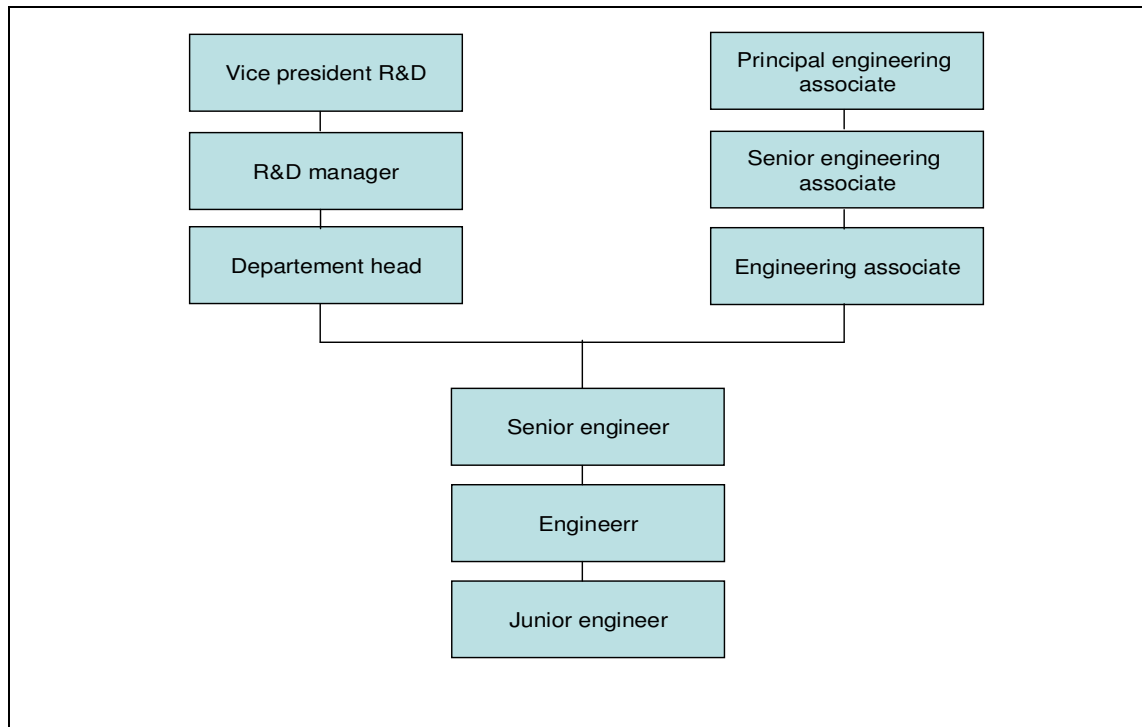 Vice president R&D
R&D manager
Departement head
Principal engineering
associate
Senior engineering
associate
Engineering associate
Senior engineer
Engineerr
Junior engineer